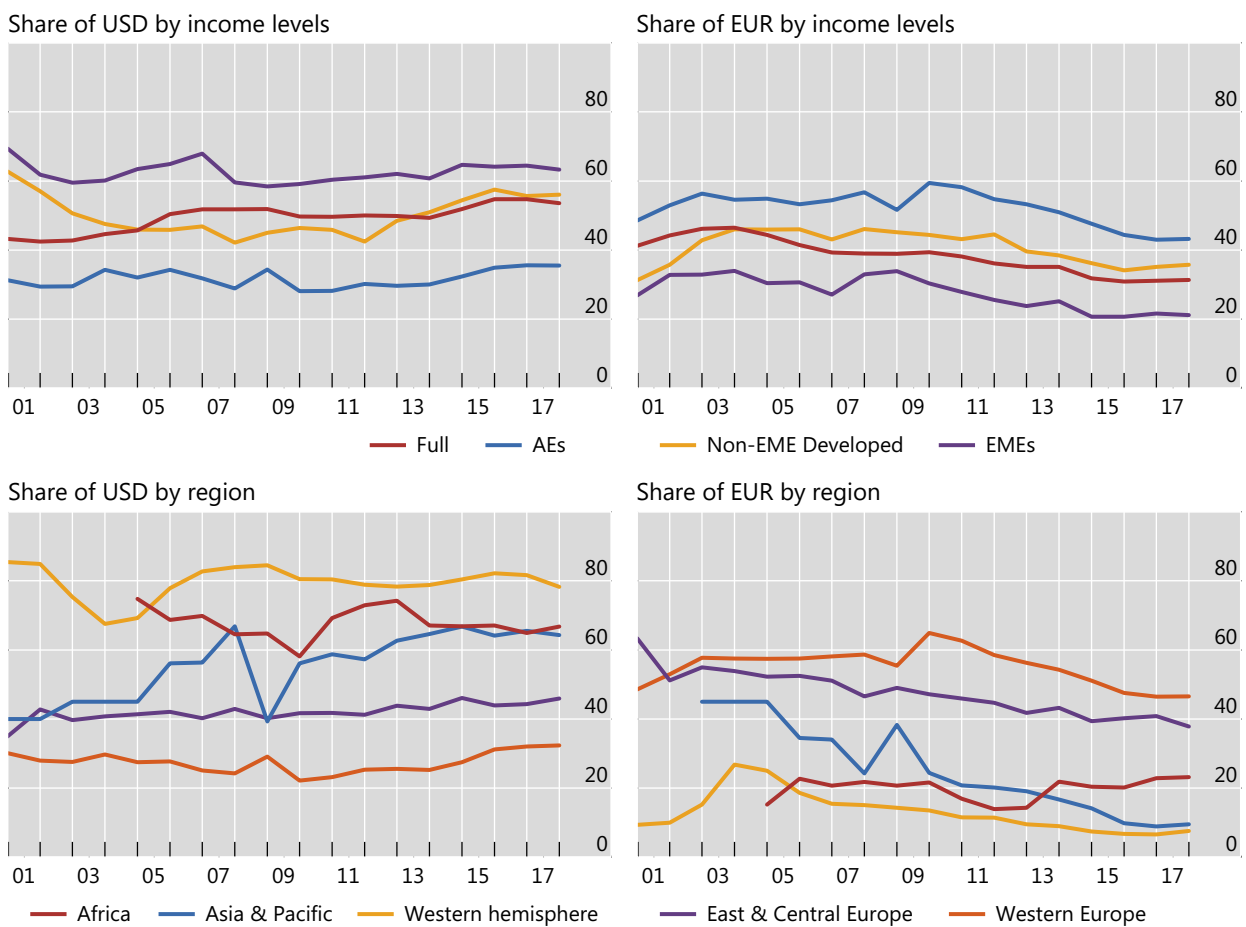 Share of USD by income levels
80
60
40
20
0
01 03 05 07 09 11 13 15 17
Share of EUR by income levels
80
60
40
20
0
01 03 05 07 09 11 13 15 17
Full AEs Non-EME Developed EMEs
Share of USD by region
80
60
40
20
0
01 03 05 07 09 11 13 15 17
Share of EUR by region
80
60
40
20
0
01 03 05 07 09 11 13 15 17
Africa Asia & Pacific Western hemisphere East & Central Europe Western Europe